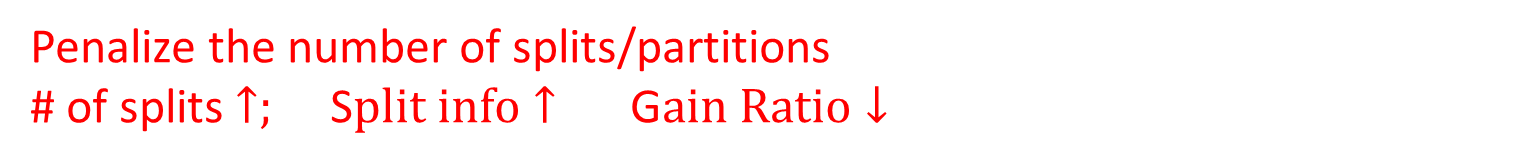 Penalize the number of splits/partitions
# of splits ↑; Split info ↑ Gain Ratio ↓